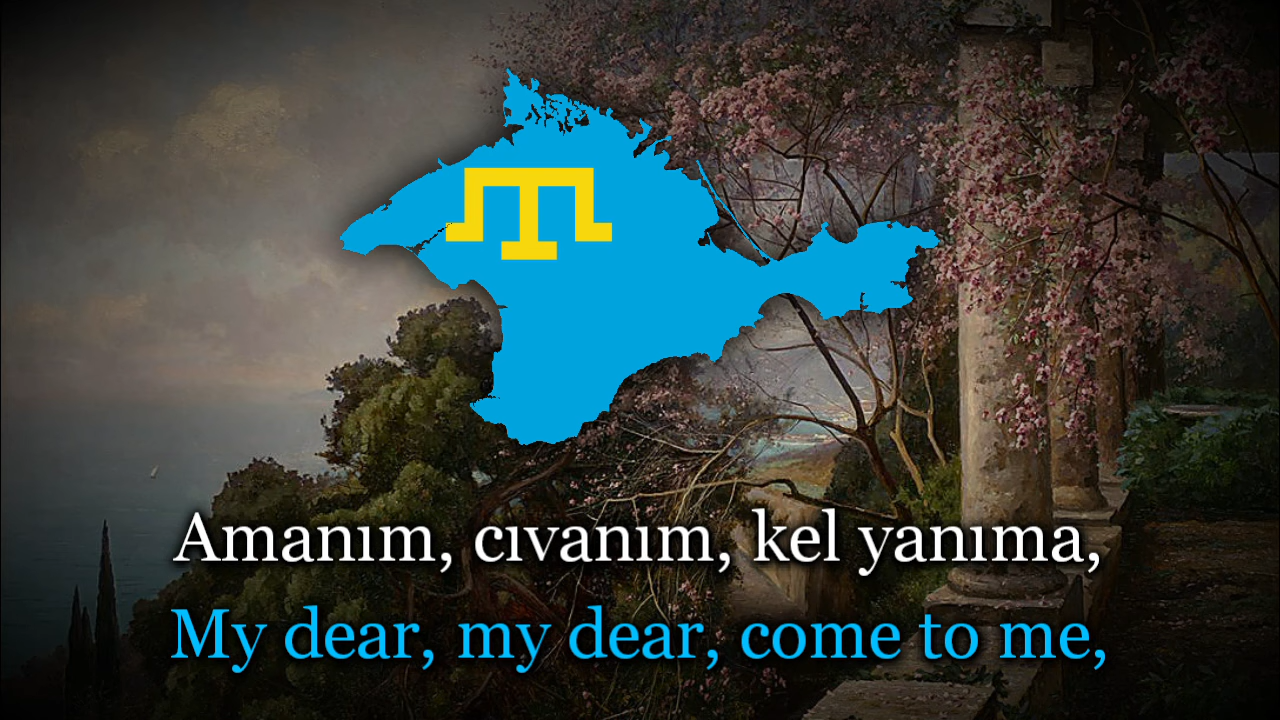 Amanım, cıvanım, kel yanıma,
My dear, my dear, come to me,